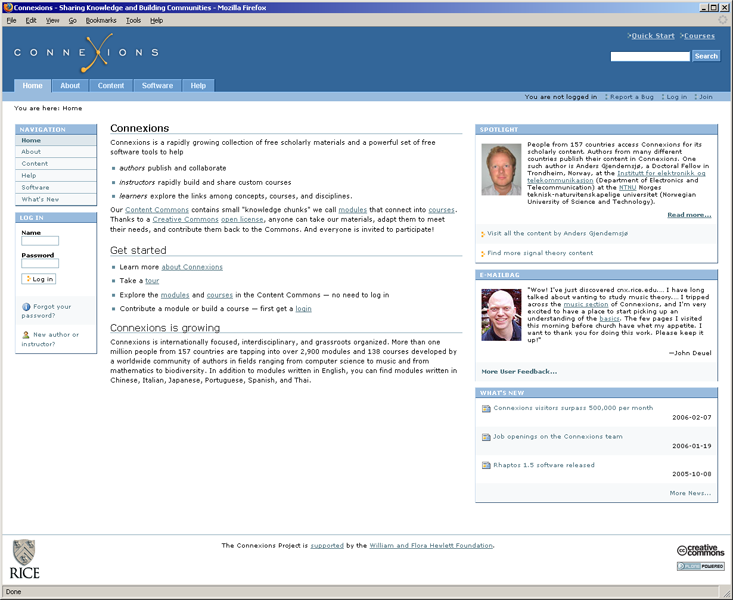 Connexions - Sharing Knowledge and Building Communities - Mozilla Firefox
File Edit View Go Bookmarks Tools Help
CONNEXIONS
>Quick Start >Courses
Search
Home About Content Software Help
You are not logged in Report a Bug Log in Join
You are here: Home
NAVIGATION
Home
About
Content
Help
Software
What's New
LOG IN
Name
Password
Log in
Forgot your
password?
New author or
instructor?
Connexions
Connexions is a rapidly growing collection of free scholarly materials and a powerful set of free
software tools to help
authors publish and collaborate
instructors rapidly build and share custom courses
learners explore the links among concepts, courses, and disciplines.
Our Content Commons contains small "knowledge chunks" we call modules that connect into courses.
Thanks to a Creative Commons open license, anyone can take our materials, adapt them to meet
their needs, and contribute them back to the Commons. And everyone is invited to participate!
Get started
Learn more about Connexions
Take a tour
Explore the modules and courses in the Content Commons — no need to log in
Contribute a module or build a course — first get a login
Connexions is growing
Connexions is internationally focused, interdisciplinary, and grassroots organized. More than one
million people from 157 countries are tapping into over 2,900 modules and 138 courses developed by
a worldwide community of authors in fields ranging from computer science to music and from
mathematics to biodiversity. In addition to modules written in English, you can find modules written in
Chinese, Italian, Japanese, Portuguese, Spanish, and Thai.
SPOTLIGHT
People from 157 countries access Connexions for its
scholarly content. Authors from many different
countries publish their content in Connexions. One
such author is Anders Gjendemsjø, a Doctoral Fellow in
Trondheim, Norway, at the Institutt for elektronikk og
telekommunikasjon (Department of Electronics and
Telecommunication) at the NTNU Norges
teknisk-naturvitenskapelige universitet (Norwegian
University of Science and Technology).
Read more...
Visit all the content by Anders Gjendemsjø
Find more signal theory content
E-MAILBAG
"Wow! I've just discovered cnx.rice.edu.... I have long
talked about wanting to study music theory... I tripped
across the music section of Connexions, and I'm very
excited to have a place to start picking up an
understanding of the basics. The few pages I visited
this morning before church have whet my appetite. I
want to thank you for doing this work. Please keep it
up!"
—John Deuel
More User Feedback...
WHAT'S NEW
Connexions visitors surpass 500,000 per month
2006-02-07
Job openings on the Connexions team
2006-01-19
Rhaptos 1.5 software released
2005-10-08
More News...
RICE
The Connexions Project is supported by the William and Flora Hewlett Foundation.
cc creative
commons
PLONE POWERED
Done